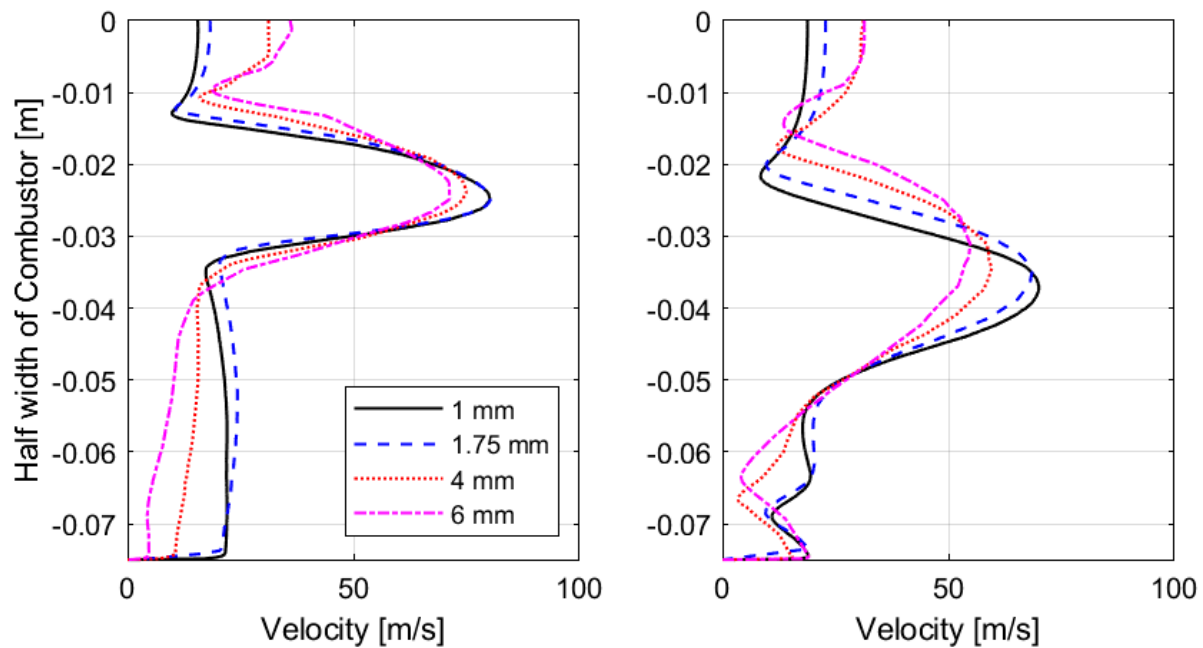 0
-0.01
-0.02
-0.03
-0.04
-0.05
-0.06
-0.07
Half width of Combustor [m]
1 mm
1.75 mm
4 mm
6 mm
0 50 100
Velocity [m/s]
0
-0.01
-0.02
-0.03
-0.04
-0.05
-0.06
-0.07
0 50 100
Velocity [m/s]